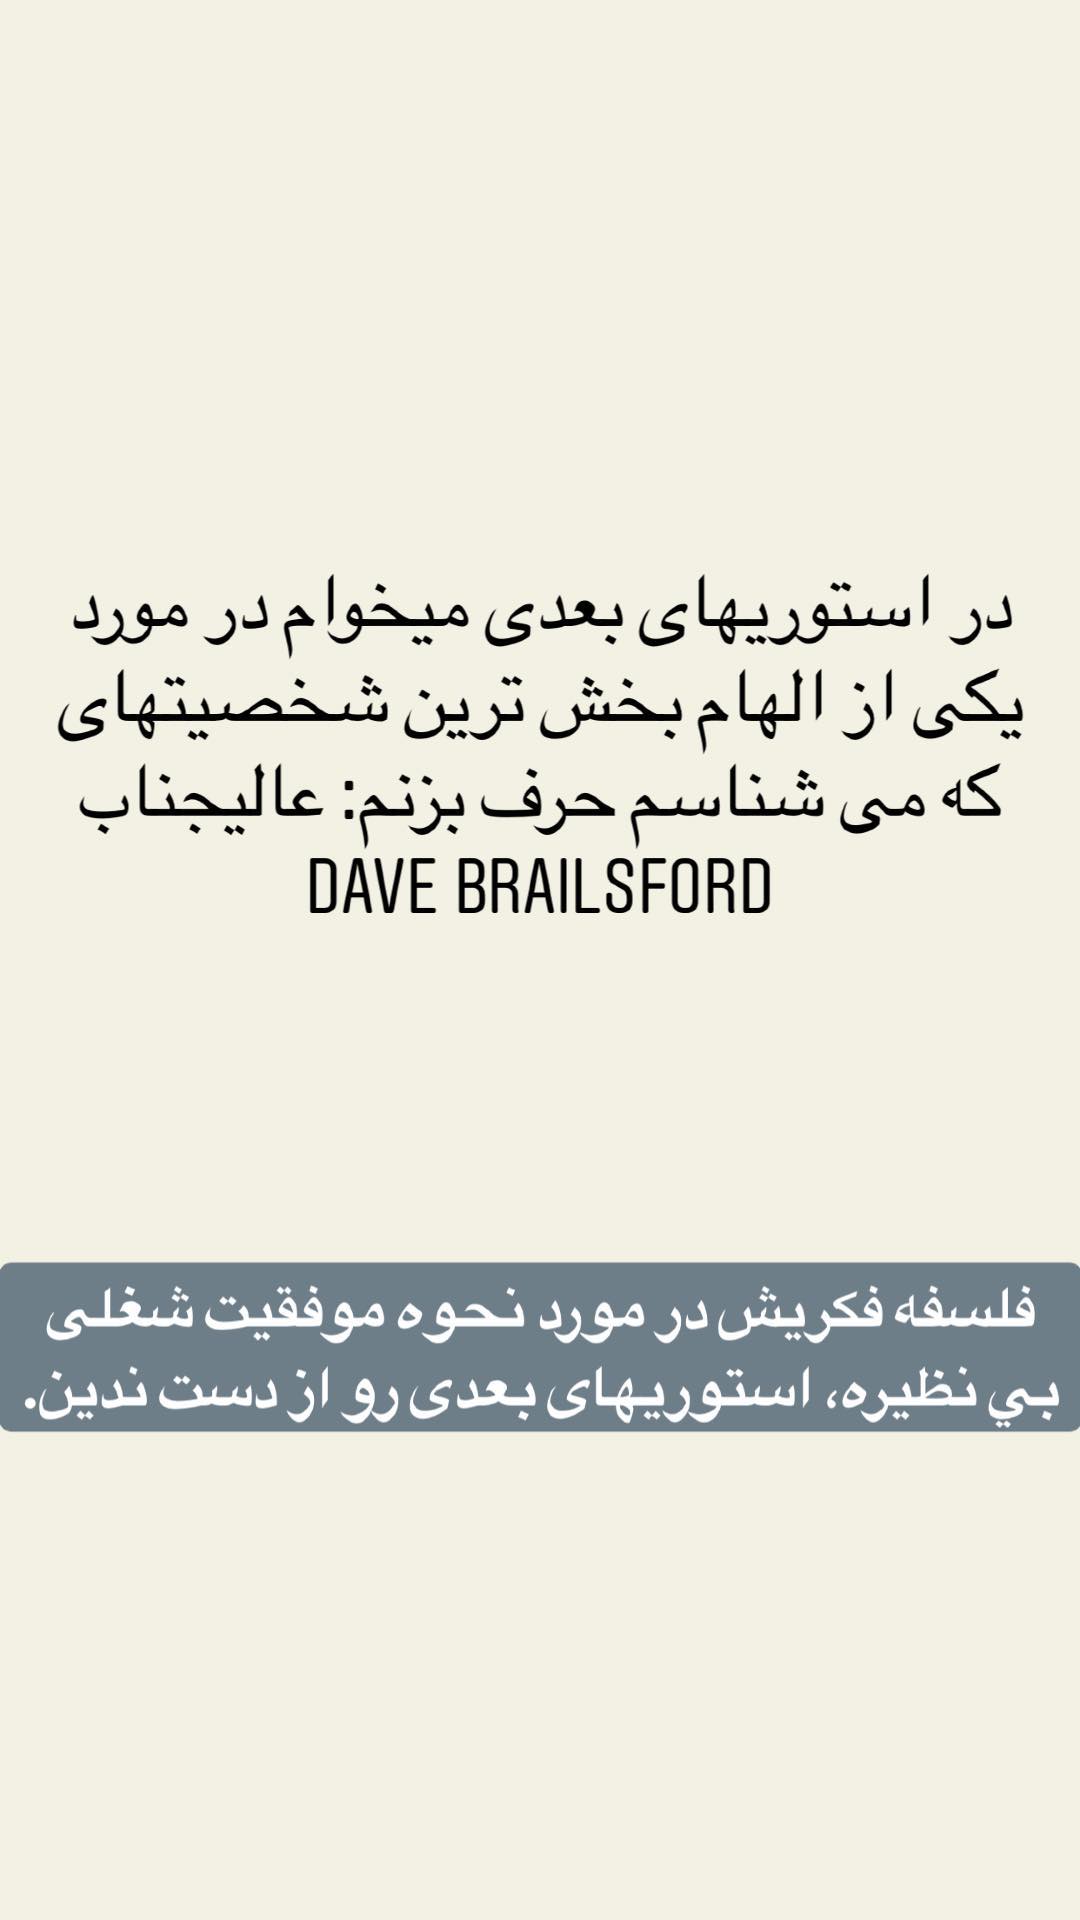 در استوریهای بعدی میخوام در مورد
یکی از الهام بخش ترین شخصیتهای
که می شناسم حرف بزنم: عالیجناب
DAVE BRAILSFORD
فلسفه فکریش در مورد نحوه موفقیت شغلی
بي نظیره، استوریهای بعدی رو از دست ندین.